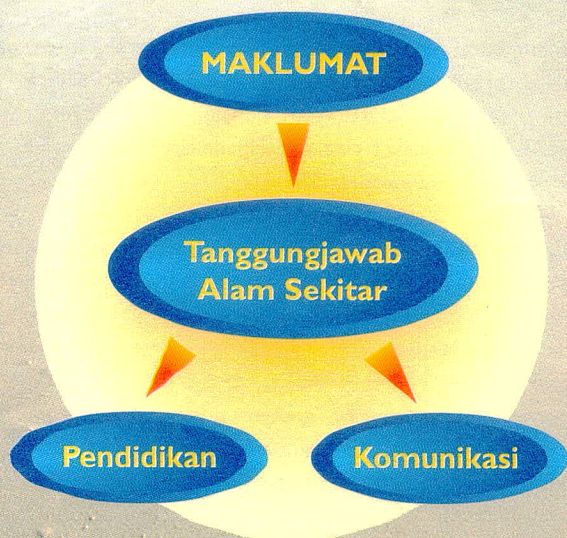 MAKLUMAT
Tanggungjawab
Alam Sekitar
Pendidikan
Komunikasi